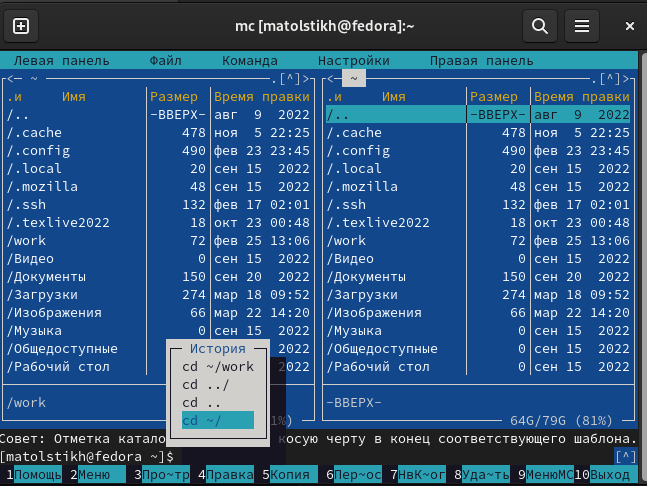 mc [matolstikh@fedora]:~
Левая панель Файл Команда Настройки Правая панель
<— ~ .[^]> <— ~ .[^]>
.и Имя Размер Время правки .и Имя Размер Время правки
/.. -ВВЕРХ- авг 9 2022 /.. -ВВЕРХ- авг 9 2022
/.cache 478 ноя 5 22:25 /.cache 478 ноя 5 22:25
/.config 490 фев 23 23:45 /.config 490 фев 23 23:45
/.local 20 сен 15 2022 /.local 20 сен 15 2022
/.mozilla 48 сен 15 2022 /.mozilla 48 сен 15 2022
/.ssh 132 фев 17 02:01 /.ssh 132 фев 17 02:01
/.texlive2022 18 окт 23 00:48 /.texlive2022 18 окт 23 00:48
/work 72 фев 25 13:06 /work 72 фев 25 13:06
/Видео 0 сен 15 2022 /Видео 0 сен 15 2022
/Документы 150 сен 20 2022 /Документы 150 сен 20 2022
/Загрузки 274 мар 18 09:52 /Загрузки 274 мар 18 09:52
/Изображения 66 мар 22 14:20 /Изображения 66 мар 22 14:20
/Музыка 0 сен 15 2022 /Музыка 0 сен 15 2022
/Общедоступные 2022 /Общедоступные 0 сен 15 2022
/Рабочий стол 2022 /Рабочий стол 0 сен 15 2022
История
cd ~/work
cd ../
cd ..
cd ~/
/work -ВВЕРХ-
%) 64G/79G (81%)
Совет: Отметка катало косую черту в конец соответствующего шаблона.
[matolstikh@fedora ~]$ [^]
1Помощь 2Меню 3Про~тр 4Правка 5Копия 6Пер~ос 7НвК~ог 8Уда~ть 9МенюMC 10Выход